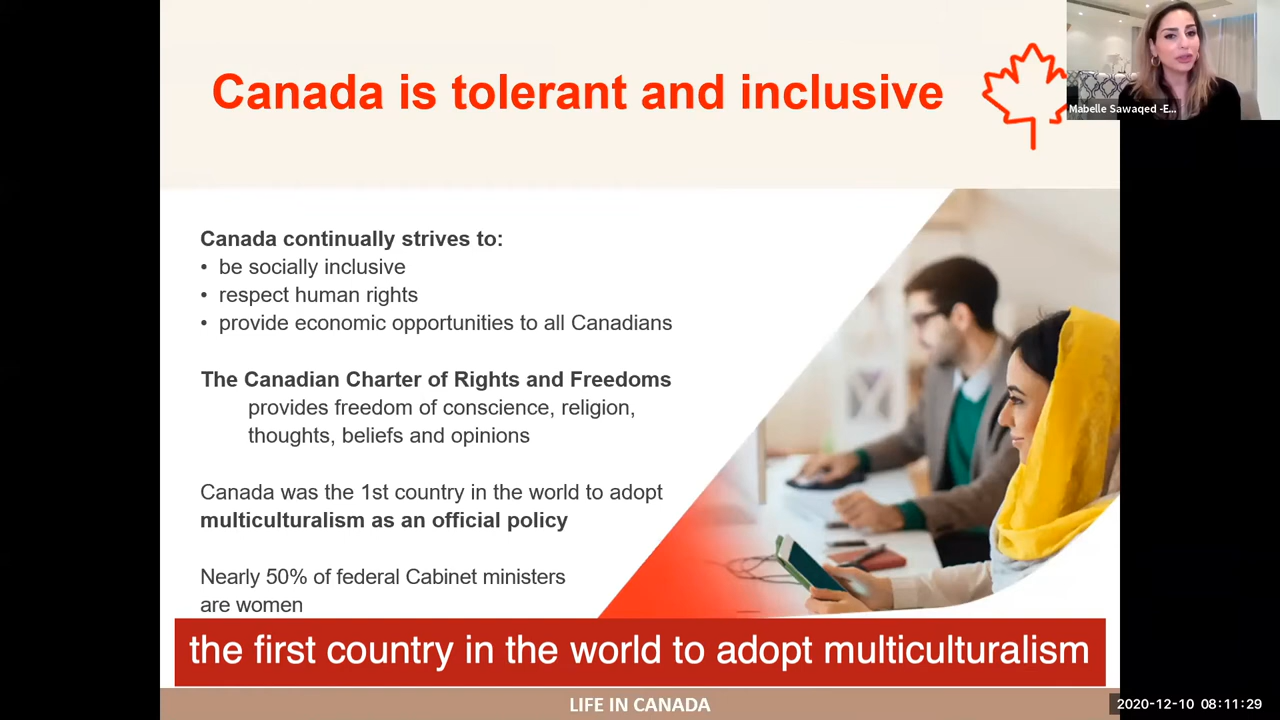 Canada is tolerant and inclusive
Mabelle Sawaqed -E...
Canada continually strives to:
• be socially inclusive
• respect human rights
• provide economic opportunities to all Canadians
The Canadian Charter of Rights and Freedoms
provides freedom of conscience, religion,
thoughts, beliefs and opinions
Canada was the 1st country in the world to adopt
multiculturalism as an official policy
Nearly 50% of federal Cabinet ministers
are women
the first country in the world to adopt multiculturalism
LIFE IN CANADA
2020-12-10 08:11:29